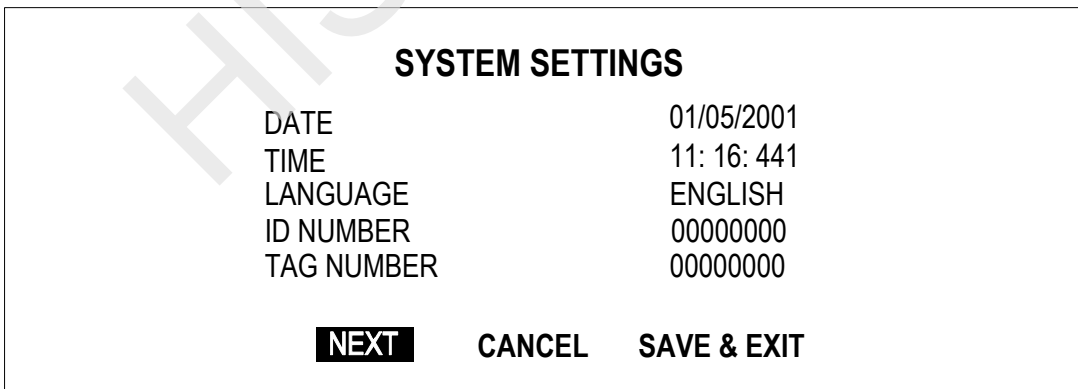 SYSTEM SETTINGS
DATE 01/05/2001
TIME 11: 16: 441
LANGUAGE ENGLISH
ID NUMBER 00000000
TAG NUMBER 00000000
NEXT CANCEL SAVE & EXIT